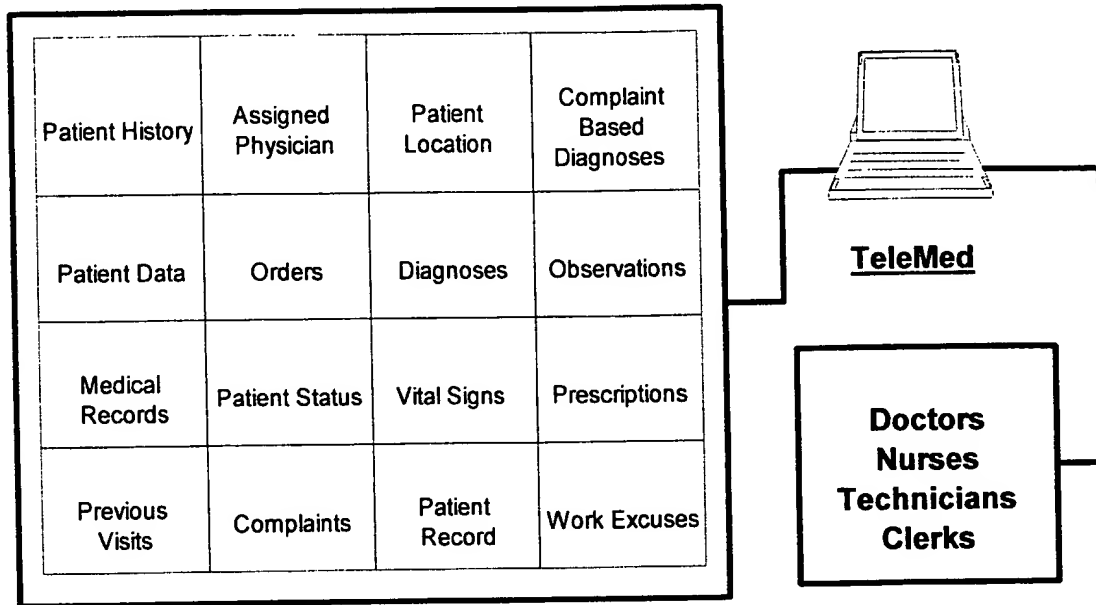 Patient History
Assigned
Physician
Patient
Location
Complaint
Based
Diagnoses
Patient Data
Orders
Diagnoses
Observations
Medical
Records
Patient Status
Vital Signs
Prescriptions
Previous
Visits
Complaints
Patient
Record
Work Excuses
TeleMed
Doctors
Nurses
Technicians
Clerks